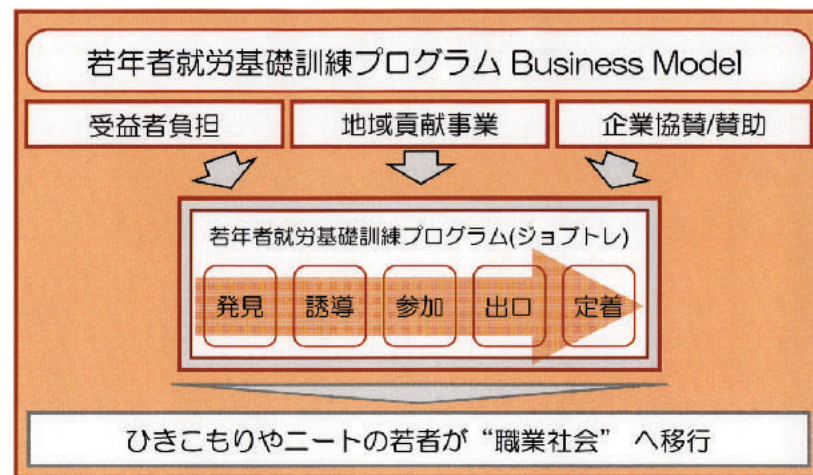 若年者就労基礎訓練プログラム Business Model
受益者負担
地域貢献事業
企業協賛/賛助
若年者就労基礎訓練プログラム(ジョブトレ)
発見
誘導
参加
出口
定着
ひきこもりやニートの若者が“職業社会” へ移行